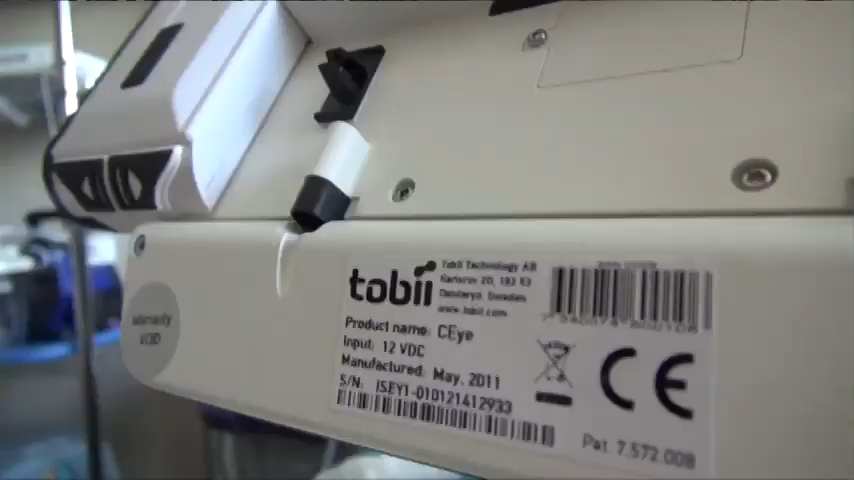 tobii
Tobii Technology AB
Karlsrov 2D, 182 53
Danderyd, Sweden
www.tobii.com
Product name: CEye
Input: 12 VDC
Manufactured: May, 2011
S/N: ISEY1-010121412933
CE
Pat. 7.572.008
Warranty
VOID